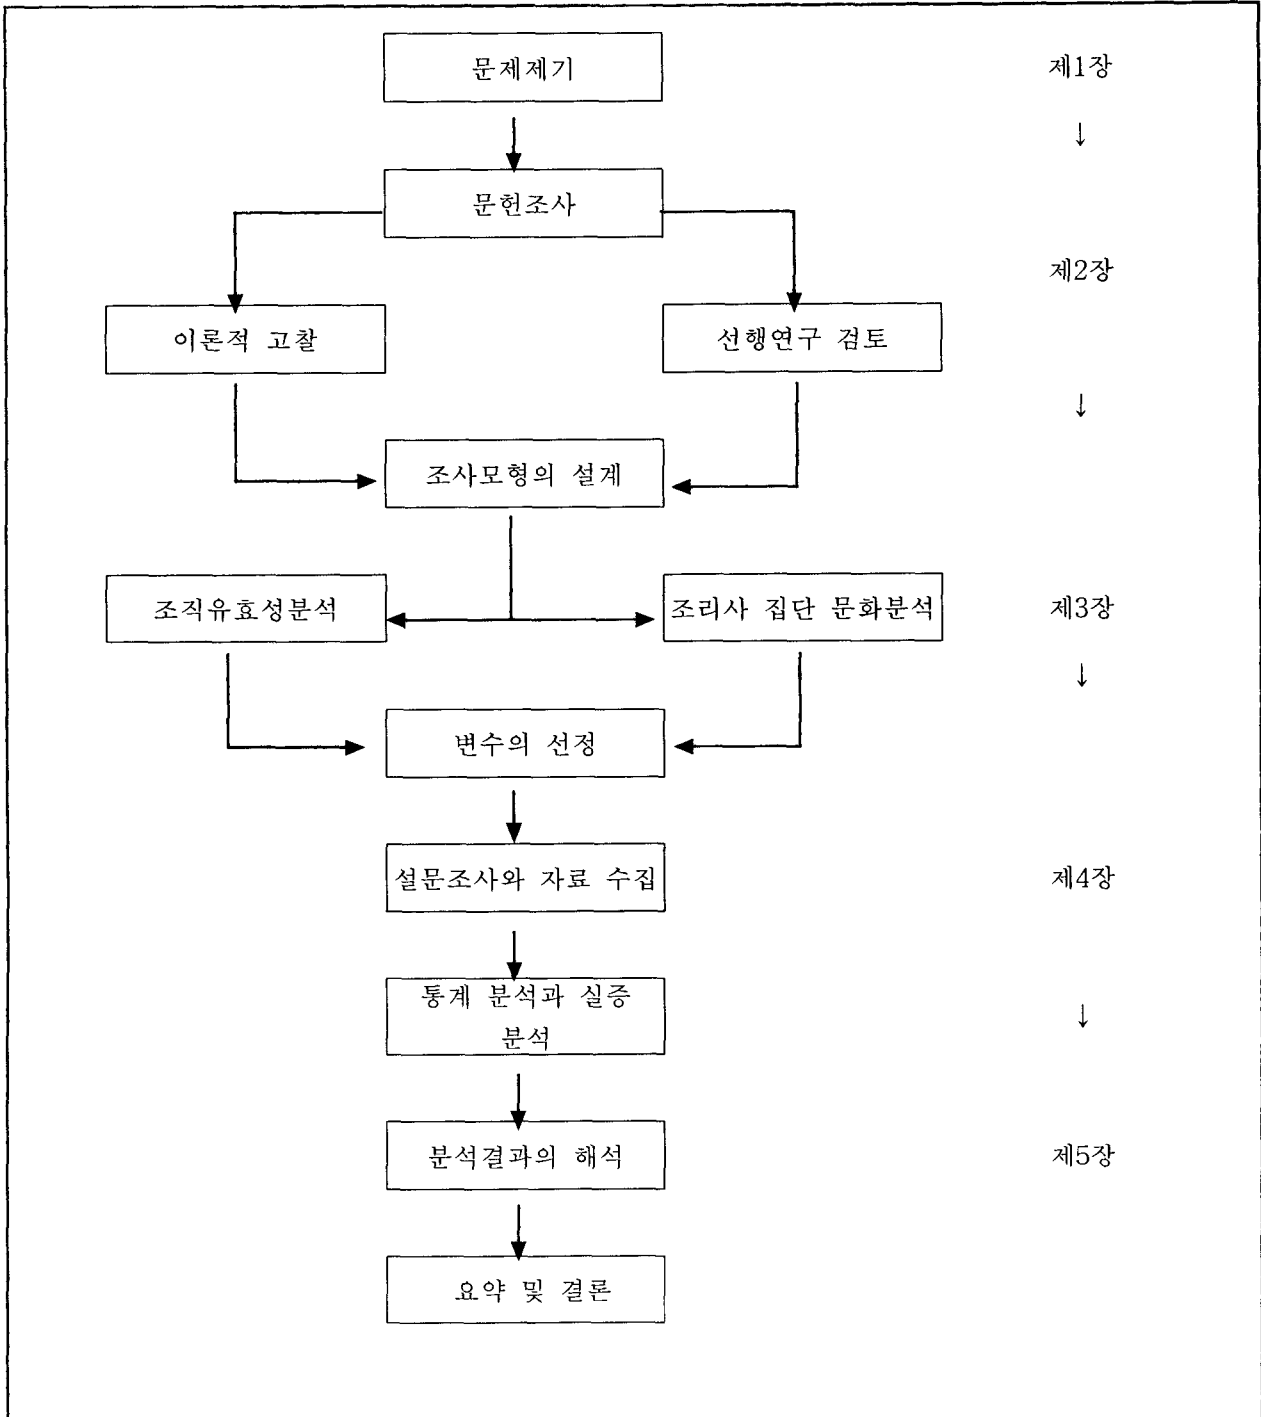 문제제기
제1장
↓
문헌조사
제2장
이론적 고찰
선행연구 검토
↓
조사모형의 설계
조직유효성분석
조리사 집단 문화분석
제3장
↓
변수의 선정
설문조사와 자료 수집
제4장
통계 분석과 실증
분석
↓
분석결과의 해석
제5장
요약 및 결론